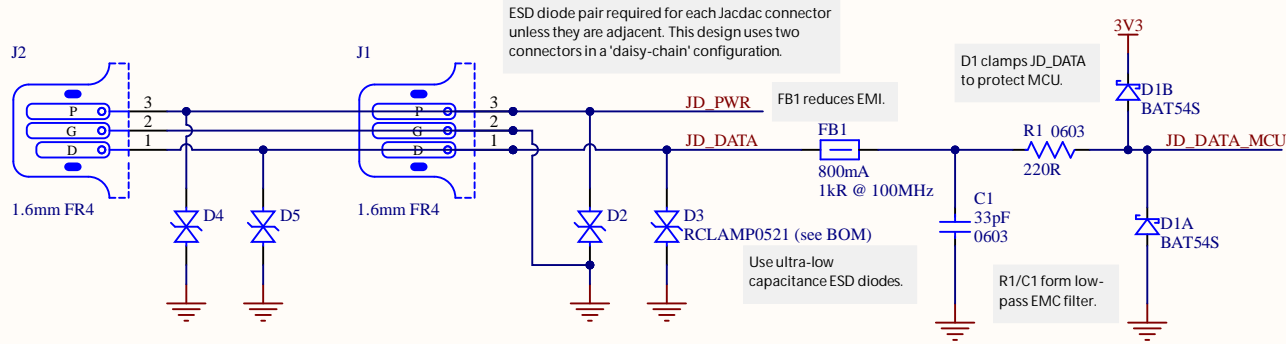 ESD diode pair required for each Jacdac connector
unless they are adjacent. This design uses two
connectors in a 'daisy-chain' configuration.
J2
P
G
D
3
2
1
1.6mm FR4
J1
P
G
D
3
2
1
1.6mm FR4
D4
D5
D2
D3
RCLAMP0521 (see BOM)
JD_PWR
JD_DATA
FB1 reduces EMI.
FB1
800mA
1kR @ 100MHz
Use ultra-low
capacitance ESD diodes.
C1
33pF
0603
D1 clamps JD_DATA
to protect MCU.
R1 0603
220R
3V3
D1B
BAT54S
JD_DATA_MCU
D1A
BAT54S
R1/C1 form low-
pass EMC filter.